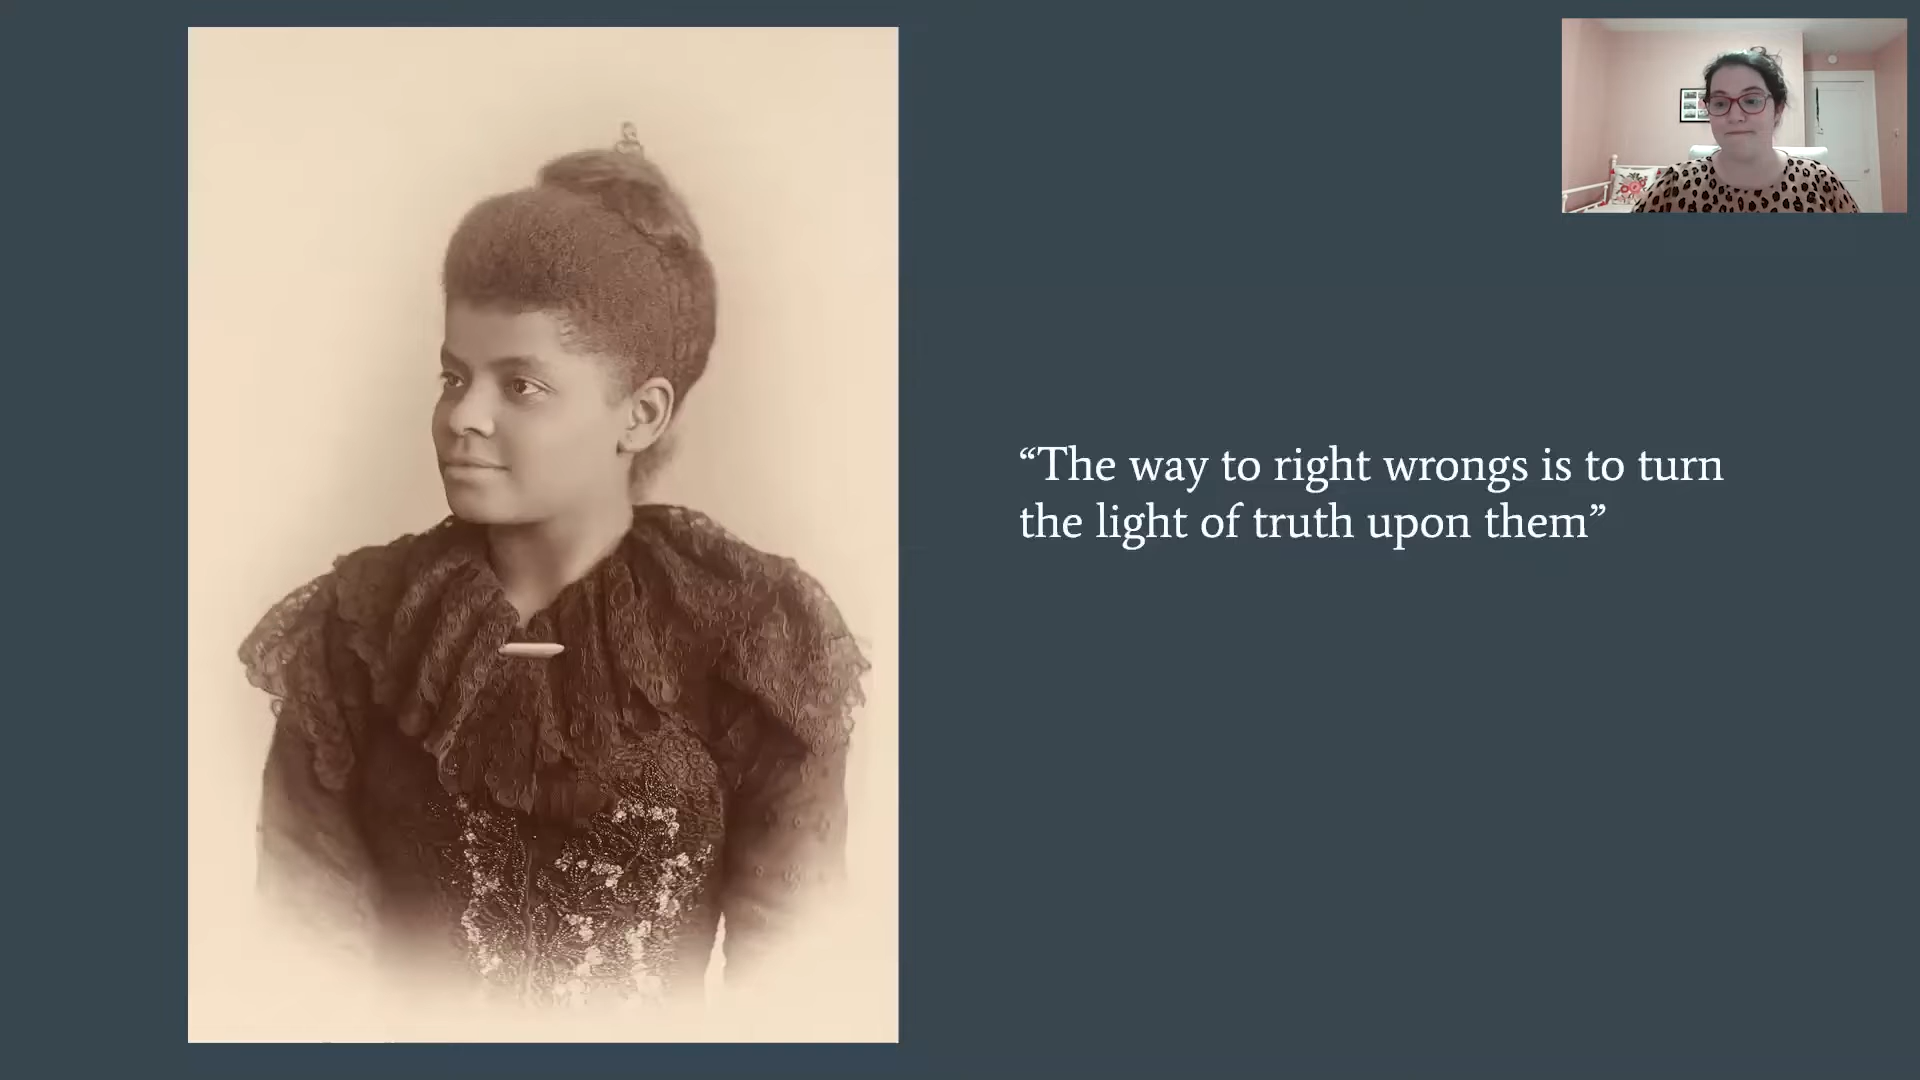 “The way to right wrongs is to turn
the light of truth upon them”